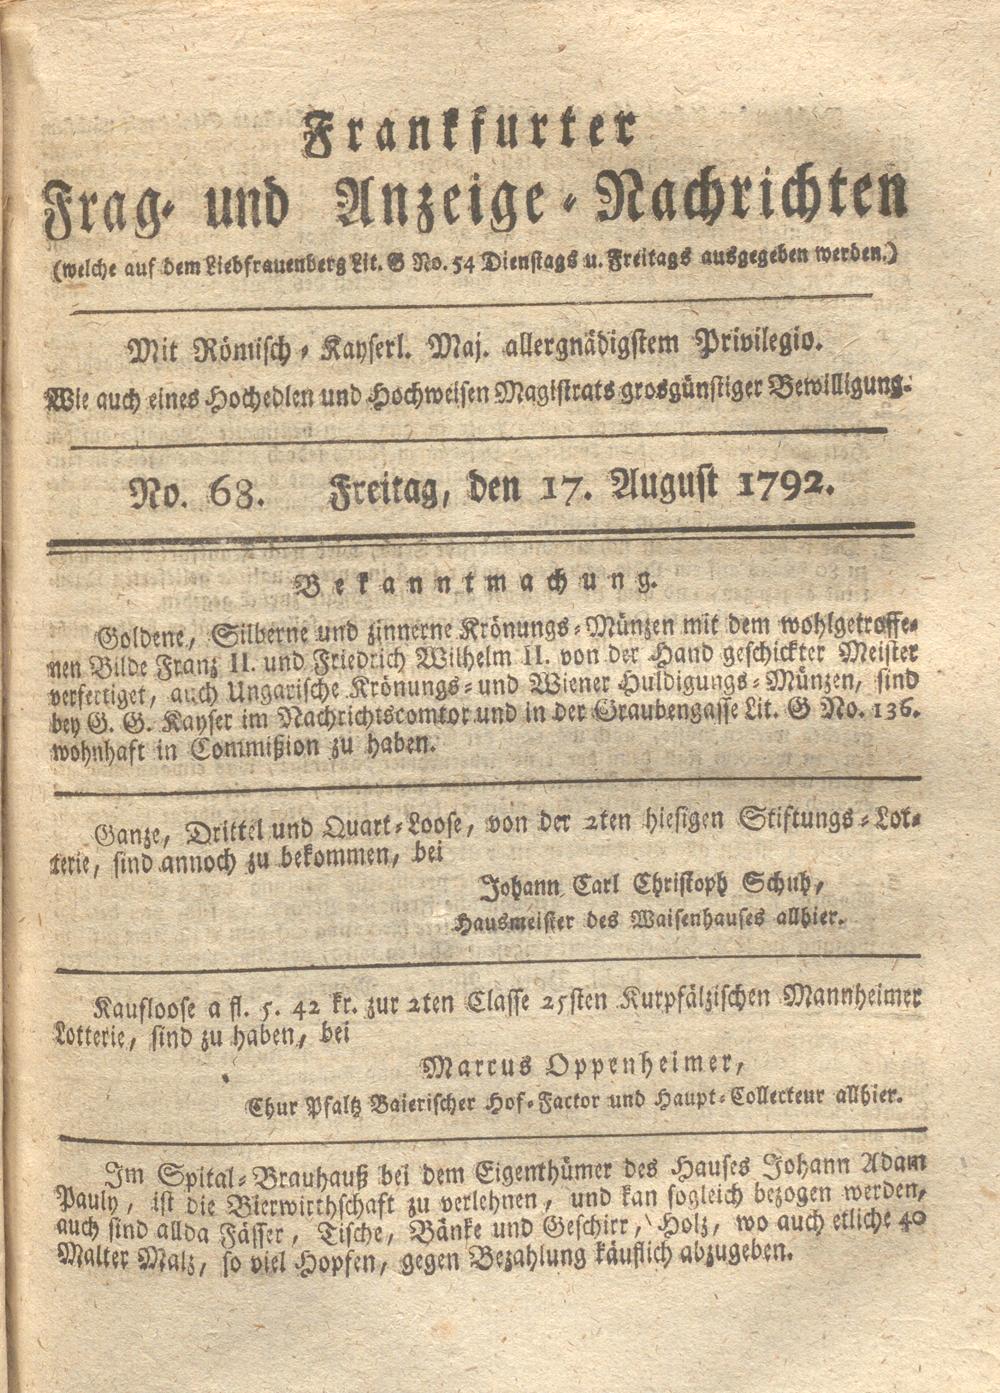 Frankfurter
Frag- und Anzeige-Nachrichten
(welche auf dem Liebfrauenberg Lit. G No. 54 Dienstags u. Freitags ausgegeben werden.)
Mit Römisch-Kayserl. Maj. allergnädigstem Privilegio.
Wie auch eines Hochedlen und Hochweisen Magistrats grosgünstiger Bewilligung.
No. 68. Freitag, den 17. August 1792.
Bekanntmachung.
Goldene, Silberne und zinnerne Krönungs-Münzen mit dem wohlgetroffe-
nen Bilde Franz II. und Friedrich Wilhelm II. von der Hand geschickter Meister
verfertiget, auch Ungarische Krönungs- und Wiener Huldigungs-Münzen, sind
bey G. G. Kayser im Nachrichtscomtor und in der Graubengasse Lit. G No. 136.
wohnhaft in Commißion zu haben.
Ganze, Drittel und Quart-Loose, von der 2ten hiesigen Stiftungs-Lot-
terie, sind annoch zu bekommen, bei
Johann Carl Christoph Schuh,
Hausmeister des Waisenhauses allhier.
Kaufloose a fl. 5. 42 kr. zur 2ten Classe 25sten Kurpfälzischen Mannheimer
Lotterie, sind zu haben, bei
Marcus Oppenheimer,
Chur Pfaltz Baierischer Hof-Factor und Haupt-Collecteur allhier.
Im Spital-Brauhauß bei dem Eigenthümer des Hauses Johann Adam
Pauly, ist die Bierwirthschaft zu verlehnen, und kan sogleich bezogen werden,
auch sind allda Fässer, Tische, Bänke und Geschirr, Holz, wo auch etliche 40
Malter Malz, so viel Hopfen, gegen Bezahlung käuflich abzugeben.